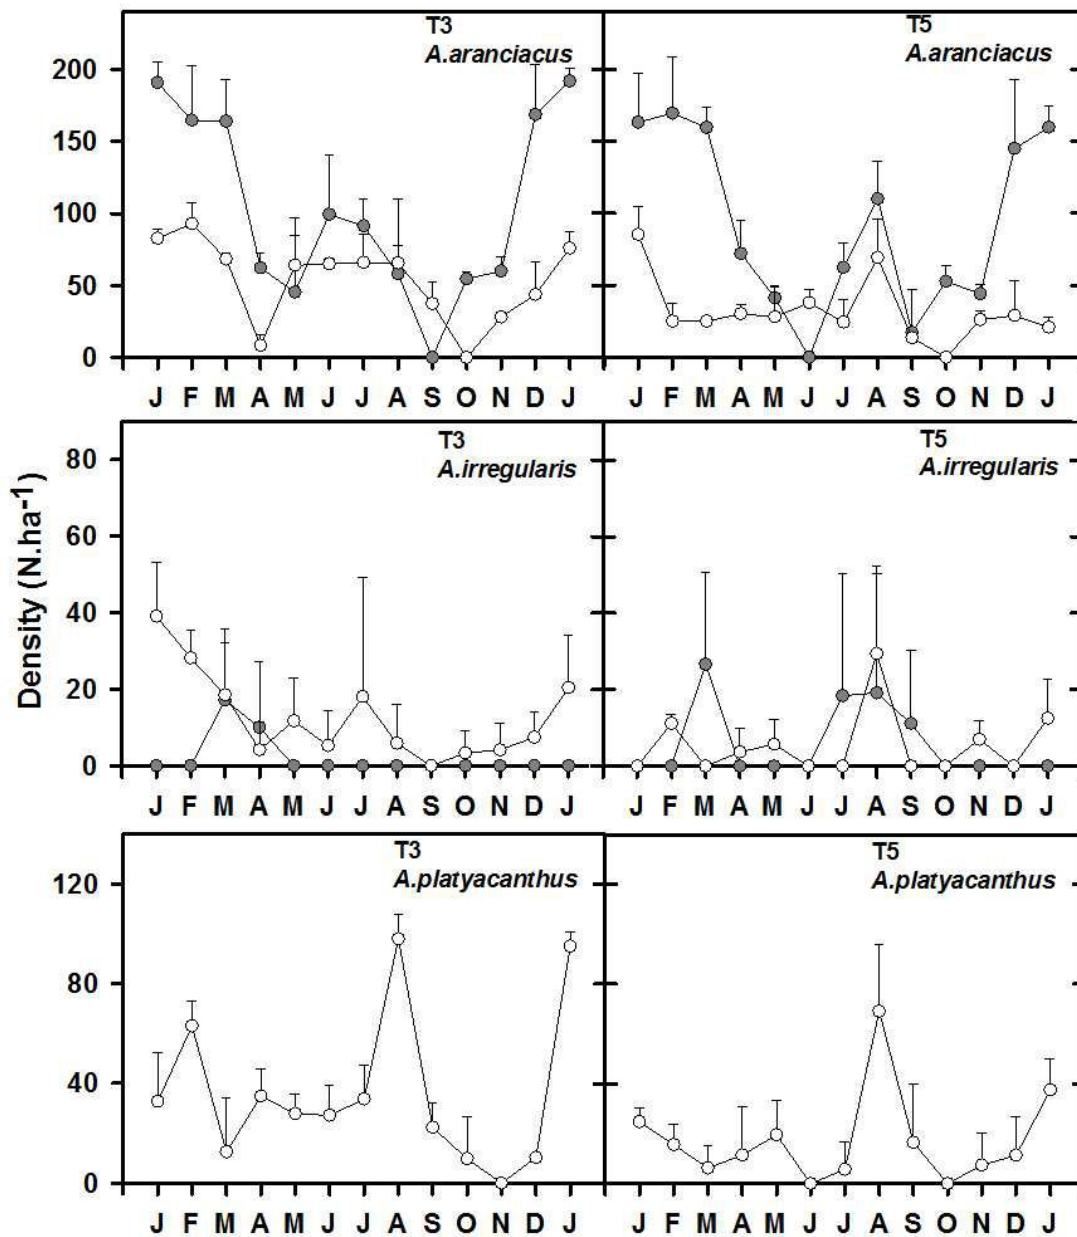 T3
A.aranciacus
T5
A.aranciacus
200
150
100
50
0
J F M A M J J A S O N D J
J F M A M J J A S O N D J
Density (N.ha-1)
T3
A.irregularis
T5
A.irregularis
80
60
40
20
0
J F M A M J J A S O N D J
J F M A M J J A S O N D J
T3
A.platyacanthus
T5
A.platyacanthus
120
80
40
0
J F M A M J J A S O N D J
J F M A M J J A S O N D J